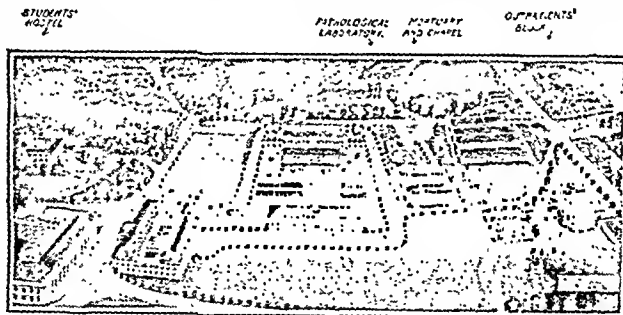 STUDENTS'
HOSTEL
PATHOLOGICAL
LABORATORY.
MORTUARY
AND CHAPEL
OUTPATIENTS'
BLOCK